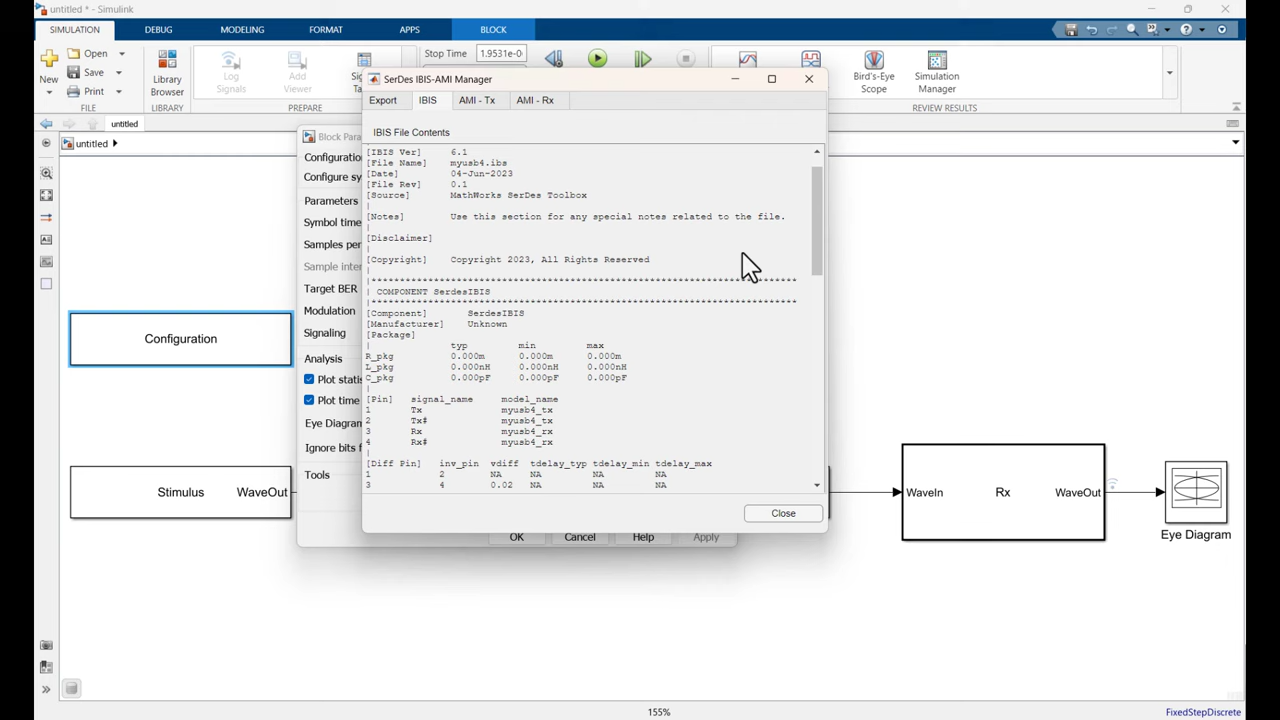 untitled * - Simulink
SIMULATION DEBUG MODELING FORMAT APPS BLOCK
New
Open
Save
Print
FILE
Library
Browser
LIBRARY
Log
Signals
Add
Viewer
PREPARE
Stop Time 1.9531e-0
Bird's-Eye
Scope
Simulation
Manager
REVIEW RESULTS
untitled
untitled
Configuration
Stimulus WaveOut
Block Para
Configuration
Configure sy
Parameters
Symbol time
Samples per
Sample inter
Target BER
Modulation
Signaling
Analysis
Plot statis
Plot time
Eye Diagram
Ignore bits f
Tools
OK Cancel Help Apply
SerDes IBIS-AMI Manager
Export IBIS AMI - Tx AMI - Rx
IBIS File Contents
[IBIS Ver] 6.1
[File Name] myusb4.ibs
[Date] 04-Jun-2023
[File Rev] 0.1
[Source] MathWorks SerDes Toolbox
|
[Notes] Use this section for any special notes related to the file.
|
[Disclaimer]
|
[Copyright] Copyright 2023, All Rights Reserved
|
|*******************************************************************************
| COMPONENT SerdesIBIS
|*******************************************************************************
[Component] SerdesIBIS
[Manufacturer] Unknown
[Package]
| typ min max
R_pkg 0.000m 0.000m 0.000m
L_pkg 0.000nH 0.000nH 0.000nH
C_pkg 0.000pF 0.000pF 0.000pF
|
[Pin] signal_name model_name
1 Tx myusb4_tx
2 Tx# myusb4_tx
3 Rx myusb4_rx
4 Rx# myusb4_rx
|
[Diff Pin] inv_pin vdiff tdelay_typ tdelay_min tdelay_max
1 2 NA NA NA NA
3 4 0.02 NA NA NA
Close
WaveIn Rx WaveOut
Eye Diagram
155%
FixedStepDiscrete